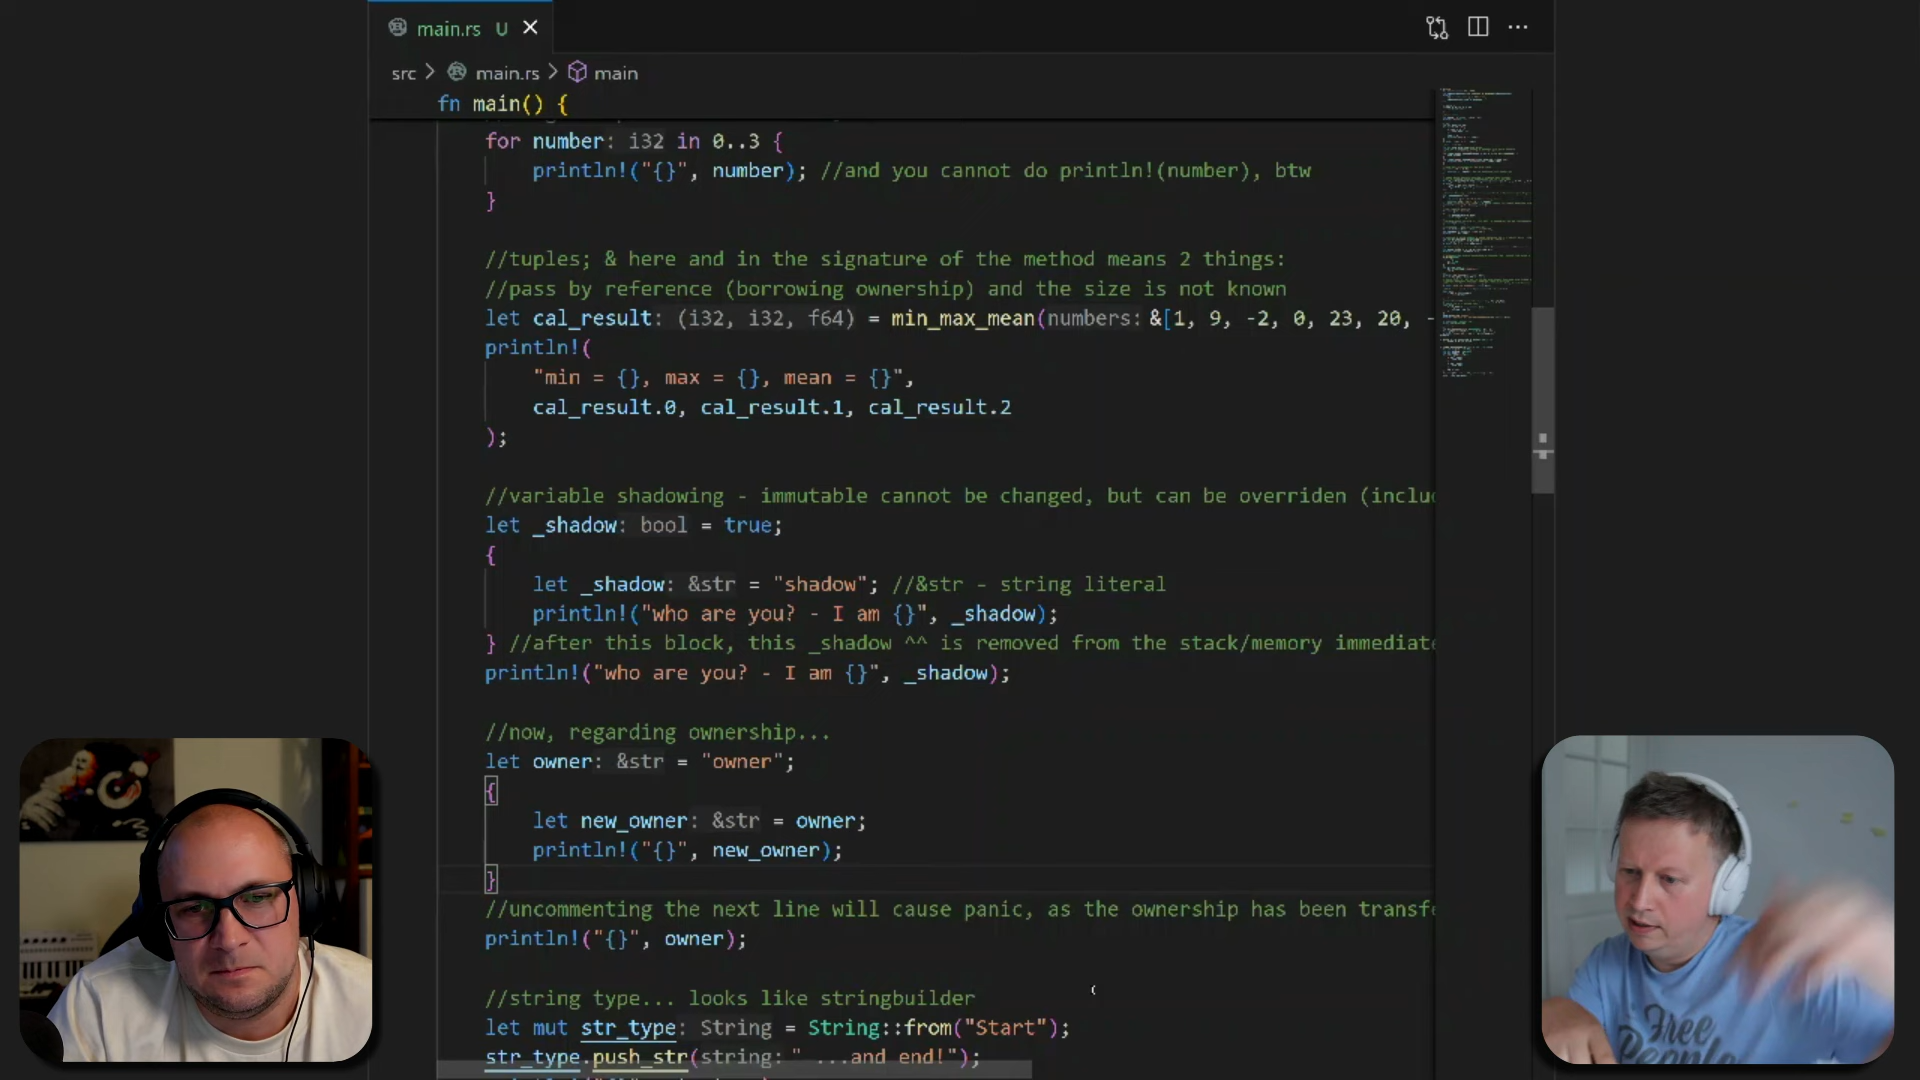 main.rs U
src > main.rs > main
fn main() {
for number: i32 in 0..3 {
println!("{}", number); //and you cannot do println!(number), btw
}
//tuples; & here and in the signature of the method means 2 things:
//pass by reference (borrowing ownership) and the size is not known
let cal_result: (i32, i32, f64) = min_max_mean(numbers: &[1, 9, -2, 0, 23, 20, -
println!(
"min = {}, max = {}, mean = {}",
cal_result.0, cal_result.1, cal_result.2
);
//variable shadowing - immutable cannot be changed, but can be overriden (inclu
let _shadow: bool = true;
{
let _shadow: &str = "shadow"; //&str - string literal
println!("who are you? - I am {}", _shadow);
} //after this block, this _shadow ^^ is removed from the stack/memory immediate
println!("who are you? - I am {}", _shadow);
//now, regarding ownership...
let owner: &str = "owner";
{
let new_owner: &str = owner;
println!("{}", new_owner);
}
//uncommenting the next line will cause panic, as the ownership has been transf
println!("{}", owner);
//string type... looks like stringbuilder
let mut str_type: String = String::from("Start");
str_type.push_str(string: " ...and end!");
Free
People